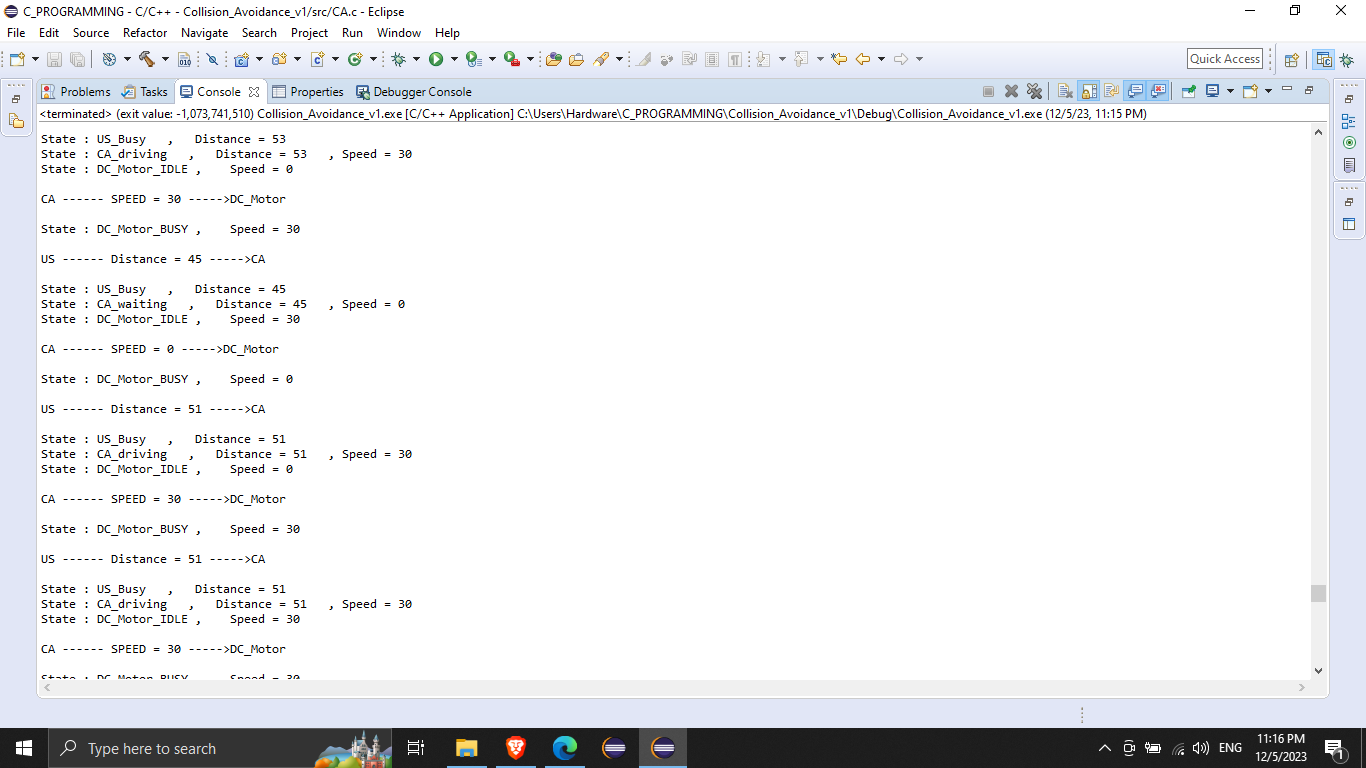 C_PROGRAMMING - C/C++ - Collision_Avoidance_v1/src/CA.c - Eclipse
File Edit Source Refactor Navigate Search Project Run Window Help
Quick Access
Problems Tasks Console Properties Debugger Console
<terminated> (exit value: -1,073,741,510) Collision_Avoidance_v1.exe [C/C++ Application] C:\Users\Hardware\C_PROGRAMMING\Collision_Avoidance_v1\Debug\Collision_Avoidance_v1.exe (12/5/23, 11:15 PM)
State : US_Busy   ,   Distance = 53
State : CA_driving   ,   Distance = 53   , Speed = 30
State : DC_Motor_IDLE ,    Speed = 0
CA ------ SPEED = 30 ----->DC_Motor
State : DC_Motor_BUSY ,    Speed = 30
US ------ Distance = 45 ----->CA
State : US_Busy   ,   Distance = 45
State : CA_waiting   ,   Distance = 45   , Speed = 0
State : DC_Motor_IDLE ,    Speed = 30
CA ------ SPEED = 0 ----->DC_Motor
State : DC_Motor_BUSY ,    Speed = 0
US ------ Distance = 51 ----->CA
State : US_Busy   ,   Distance = 51
State : CA_driving   ,   Distance = 51   , Speed = 30
State : DC_Motor_IDLE ,    Speed = 0
CA ------ SPEED = 30 ----->DC_Motor
State : DC_Motor_BUSY ,    Speed = 30
US ------ Distance = 51 ----->CA
State : US_Busy   ,   Distance = 51
State : CA_driving   ,   Distance = 51   , Speed = 30
State : DC_Motor_IDLE ,    Speed = 30
CA ------ SPEED = 30 ----->DC_Motor
State : DC_Motor_BUSY ,    Speed = 30
Type here to search
ENG
11:16 PM
12/5/2023
1